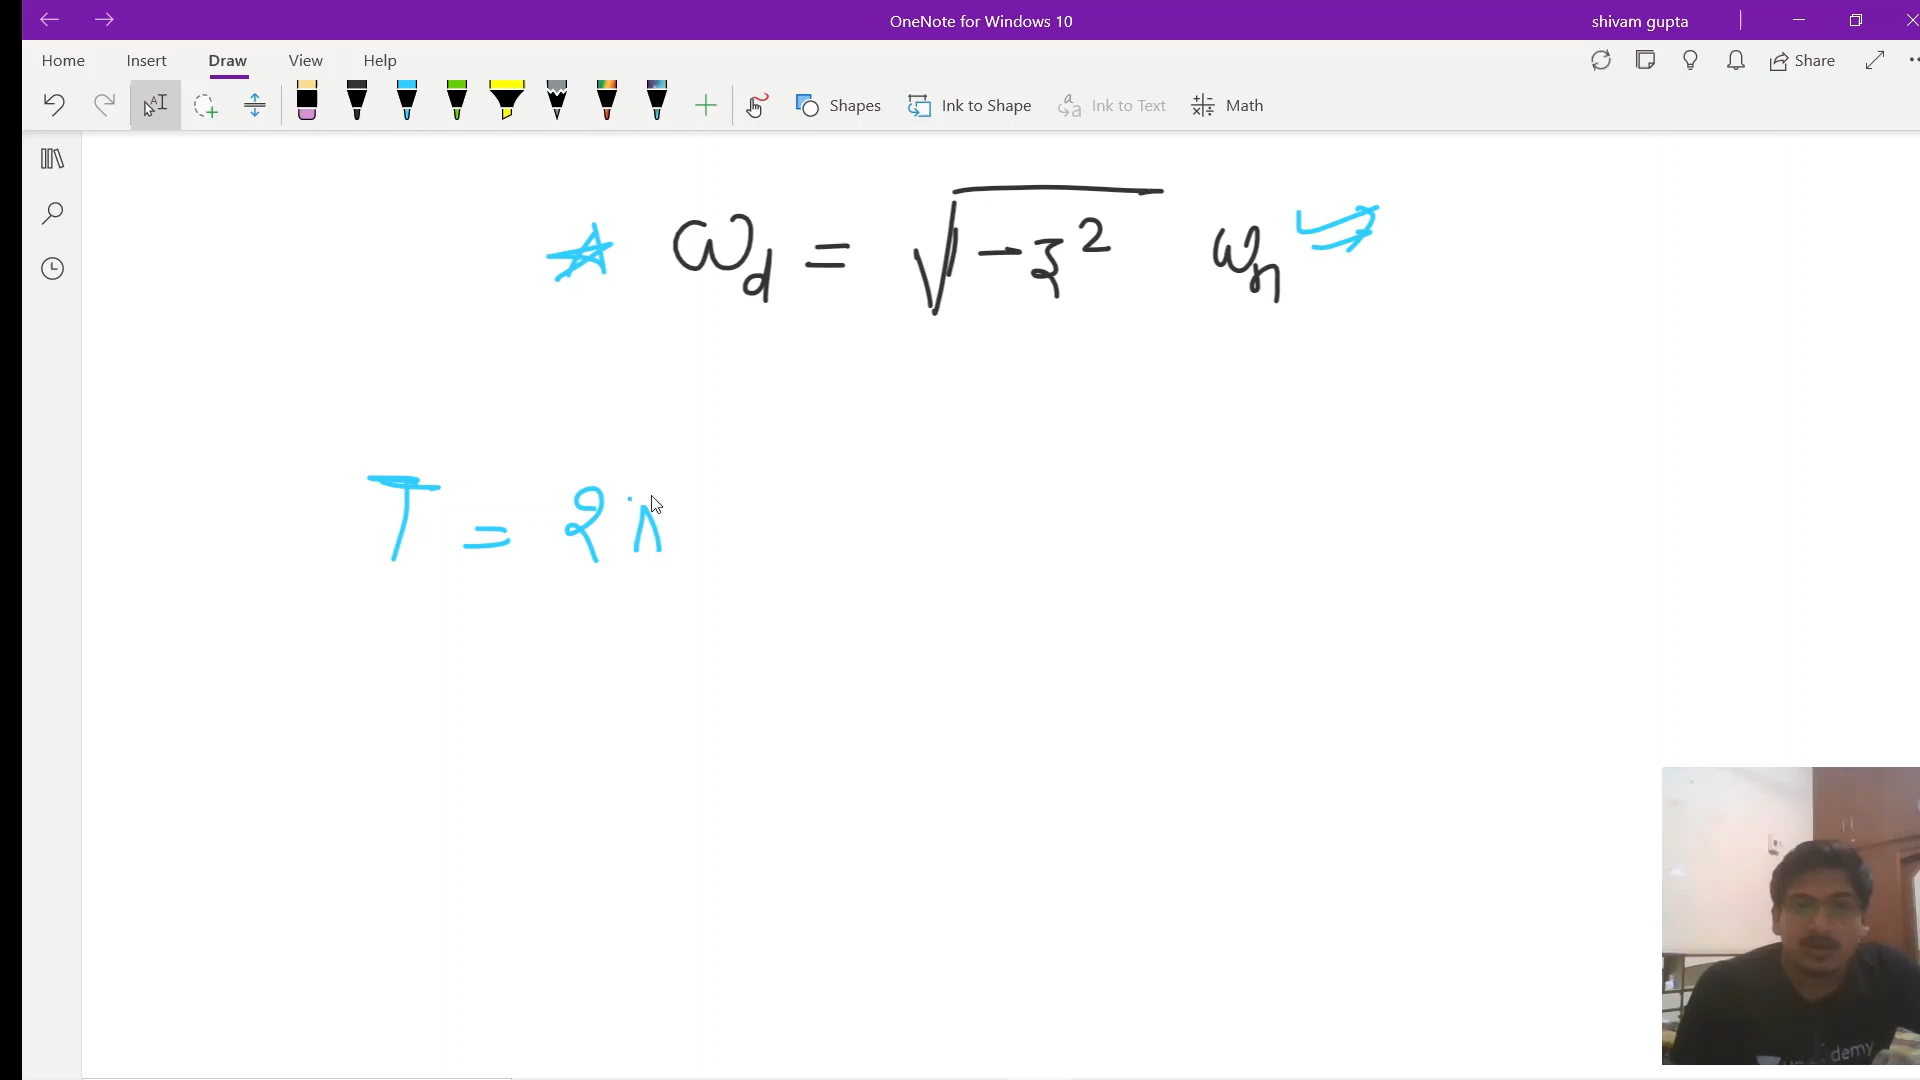 OneNote for Windows 10
shivam gupta
Home Insert Draw View Help
Share
Shapes Ink to Shape Ink to Text Math
ω_d = √(1-ξ²) ω_n
T = 2π